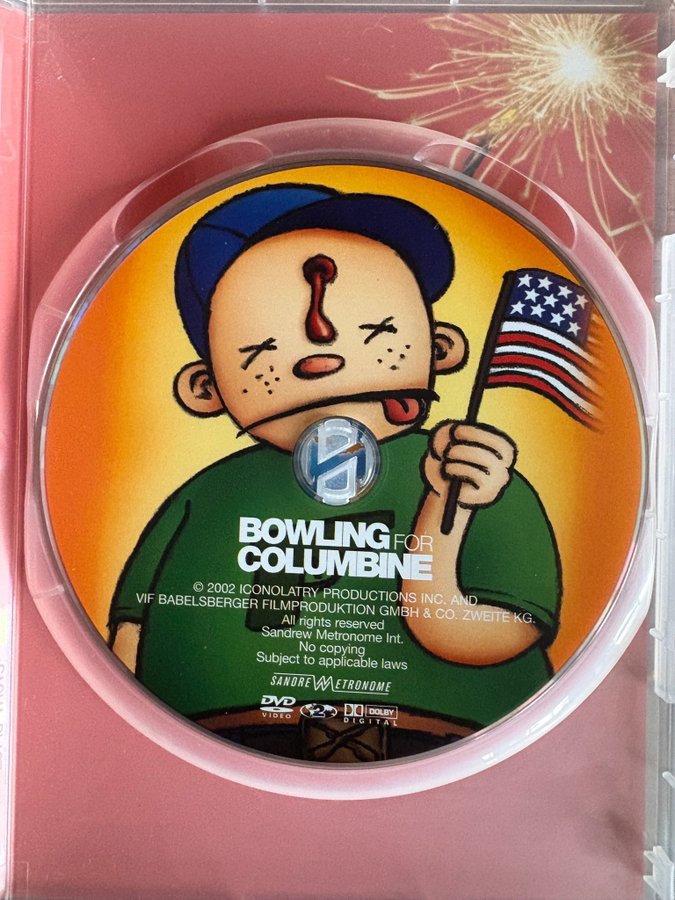 BOWLING FOR
COLUMBINE
© 2002 ICONOLATRY PRODUCTIONS INC. AND
VIF BABELSBERGER FILMPRODUKTION GMBH & CO. ZWEITE KG.
All rights reserved
Sandrew Metronome Int.
No copying
Subject to applicable laws
SANDREW METRONOME
DVD VIDEO 2 DOLBY DIGITAL